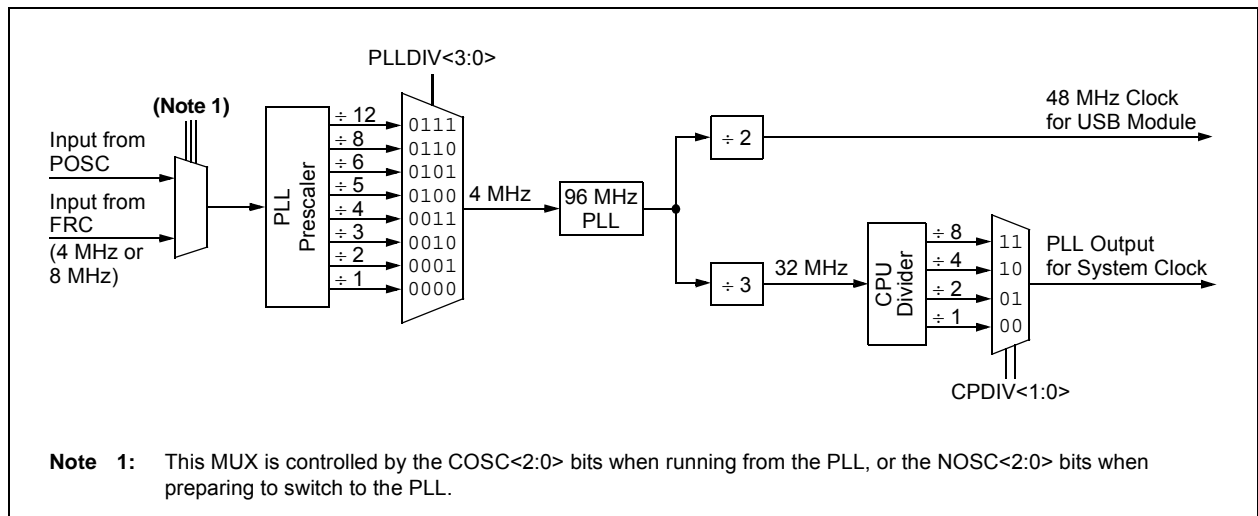 PLLDIV<3:0>
(Note 1)
Input from
POSC
Input from
FRC
(4 MHz or
8 MHz)
PLL
Prescaler
÷ 12
÷ 8
÷ 6
÷ 5
÷ 4
÷ 3
÷ 2
÷ 1
0111
0110
0101
0100
0011
0010
0001
0000
4 MHz
96 MHz
PLL
÷ 2
48 MHz Clock
for USB Module
÷ 3
32 MHz
CPU
Divider
÷ 8
÷ 4
÷ 2
÷ 1
11
10
01
00
PLL Output
for System Clock
CPDIV<1:0>
Note 1: This MUX is controlled by the COSC<2:0> bits when running from the PLL, or the NOSC<2:0> bits when
preparing to switch to the PLL.